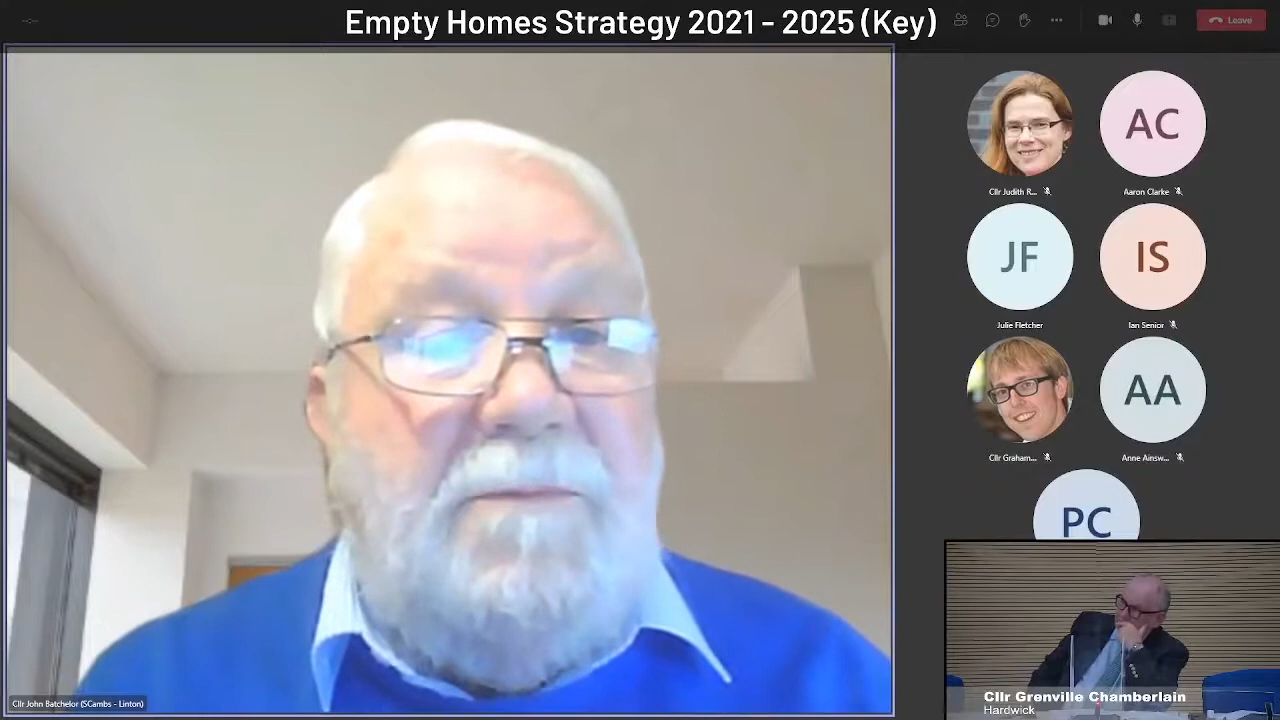 Empty Homes Strategy 2021 - 2025 (Key)
Leave
AC
Cllr Judith R...
Aaron Clarke
JF
IS
Julie Fletcher
Ian Senior
AA
Cllr Graham...
Anne Ainsw...
PC
Cllr Grenville Chamberlain
Hardwick
Cllr John Batchelor (SCambs - Linton)